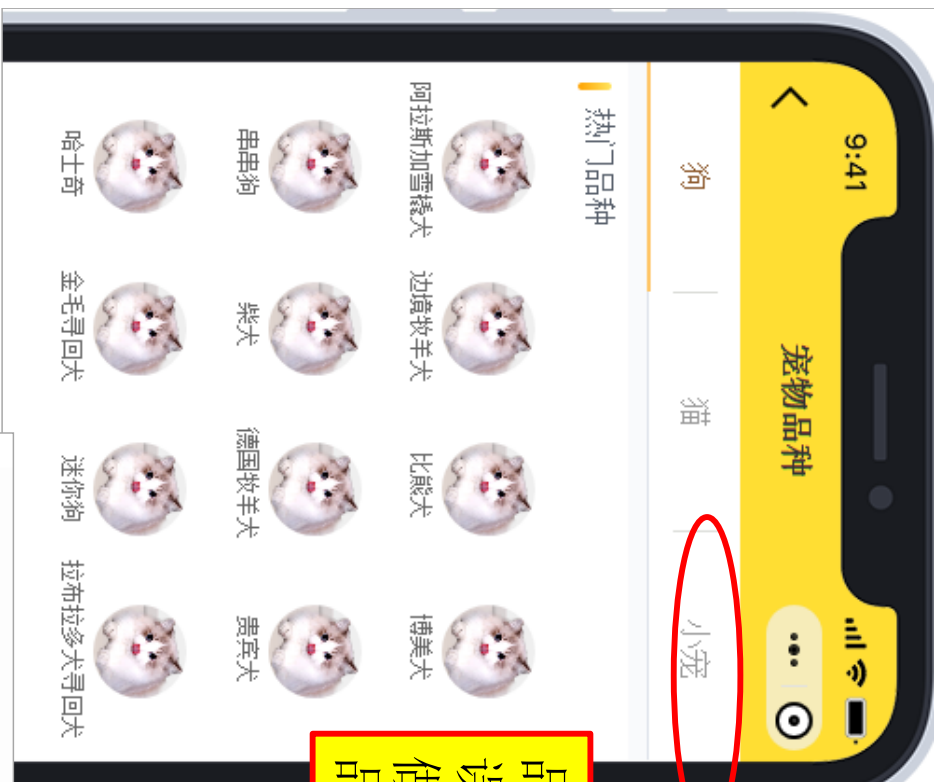 9:41
宠物品种
狗
猫
小宠
热门品种
阿拉斯加雪橇犬
边境牧羊犬
比熊犬
博美犬
串串狗
柴犬
德国牧羊犬
贵宾犬
哈士奇
金毛寻回犬
迷你狗
拉布拉多犬寻回犬